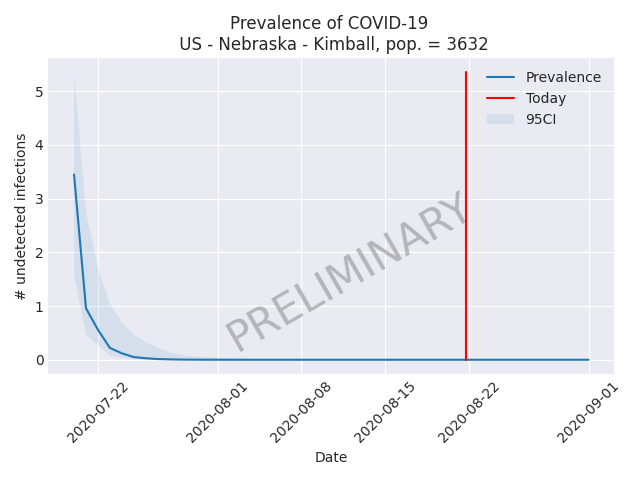 Prevalence of COVID-19
US - Nebraska - Kimball, pop. = 3632
Prevalence
Today
95CI
# undetected infections
5
4
3
2
1
0
PRELIMINARY
2020-07-22
2020-08-01
2020-08-08
2020-08-15
2020-08-22
2020-09-01
Date